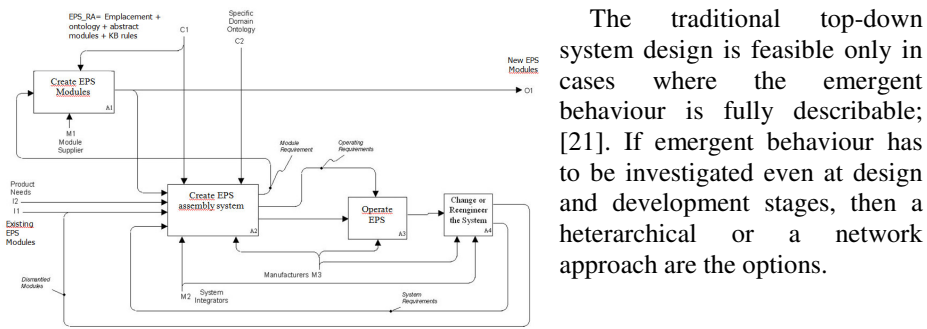 EPS_RA= Emplacement +
ontology + abstract
modules + KB rules
C1
Specific
Domain
Ontology
C2
New EPS
Modules
O1
Create EPS
Modules
A1
M1
Module
Supplier
Module
Requirement
Operating
Requirements
Product
Needs
I2
I1
Existing
EPS
Modules
Create EPS
assembly system
A2
Operate
EPS
A3
Change or
Reengineer
the System
A4
Manufacturers M3
M2
System
Integrators
Dismantled
Modules
System
Requirements
The traditional top-down
system design is feasible only in
cases where the emergent
behaviour is fully describable;
[21]. If emergent behaviour has
to be investigated even at design
and development stages, then a
heterarchical or a network
approach are the options.